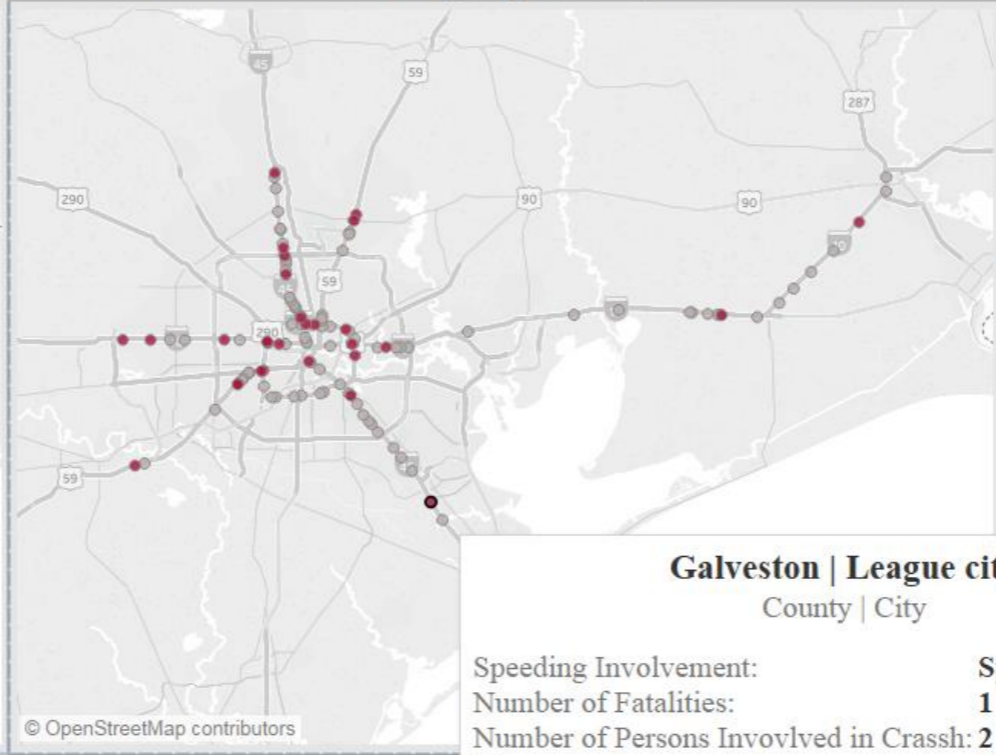 45
59
287
290
90
90
59
45
290
59
Galveston | League cit
County | City
Speeding Involvement: S
Number of Fatalities: 1
Number of Persons Invovlved in Crassh: 2
© OpenStreetMap contributors